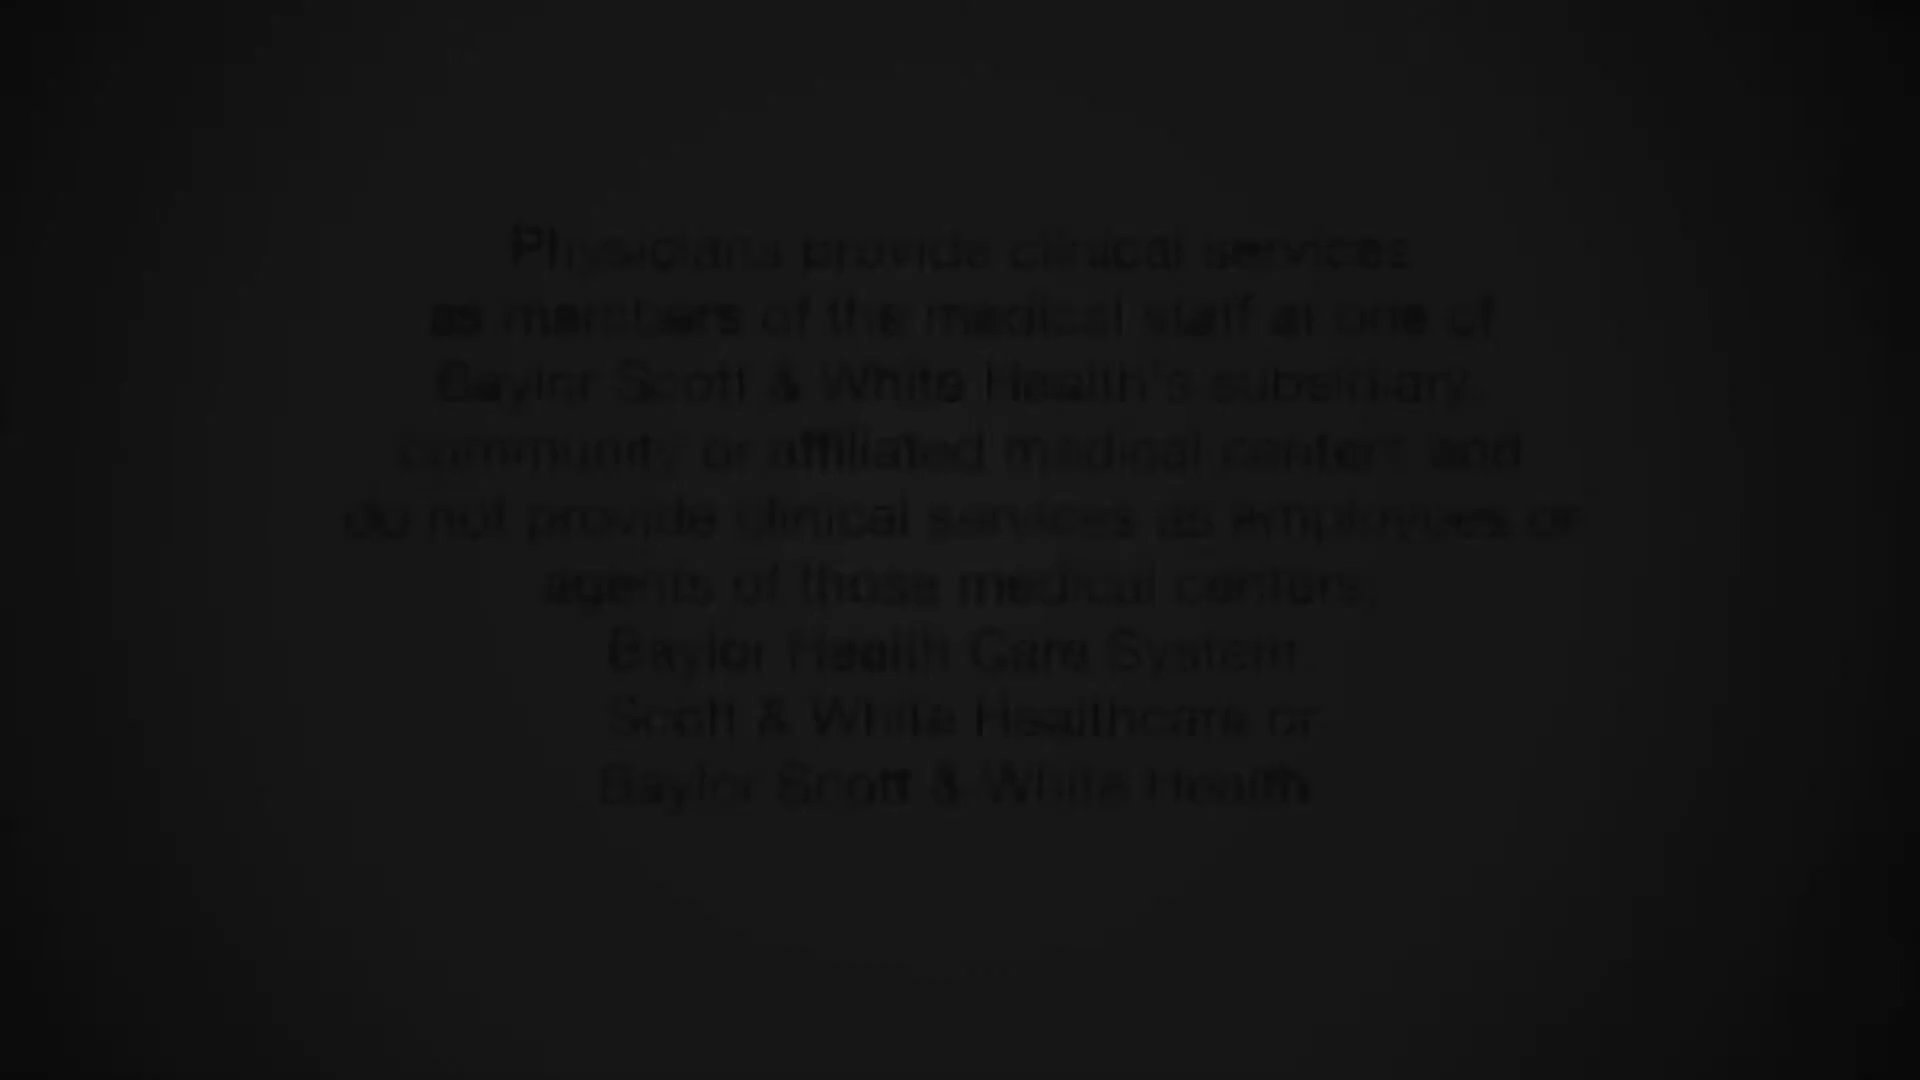 Physicians provide clinical services
as members of the medical staff at one of
Baylor Scott & White Health's subsidiary,
community or affiliated medical centers and
do not provide clinical services as employees or
agents of those medical centers,
Baylor Health Care System,
Scott & White Healthcare or
Baylor Scott & White Health